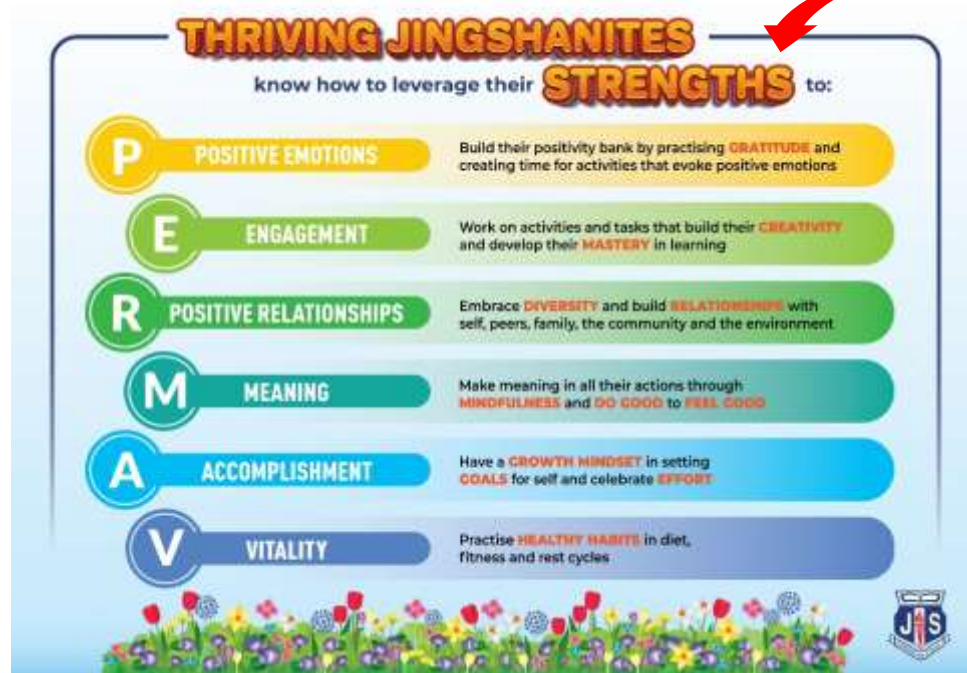 THRIVING JINGSHANITES
know how to leverage their STRENGTHS to:
P POSITIVE EMOTIONS
Build their positivity bank by practising GRATITUDE and
creating time for activities that evoke positive emotions
E ENGAGEMENT
Work on activities and tasks that build their CREATIVITY
and develop their MASTERY in learning
R POSITIVE RELATIONSHIPS
Embrace DIVERSITY and build RELATIONSHIPS with
self, peers, family, the community and the environment
M MEANING
Make meaning in all their actions through
MINDFULNESS and DO GOOD to FEEL GOOD
A ACCOMPLISHMENT
Have a GROWTH MINDSET in setting
GOALS for self and celebrate EFFORT
V VITALITY
Practise HEALTHY HABITS in diet,
fitness and rest cycles
JS